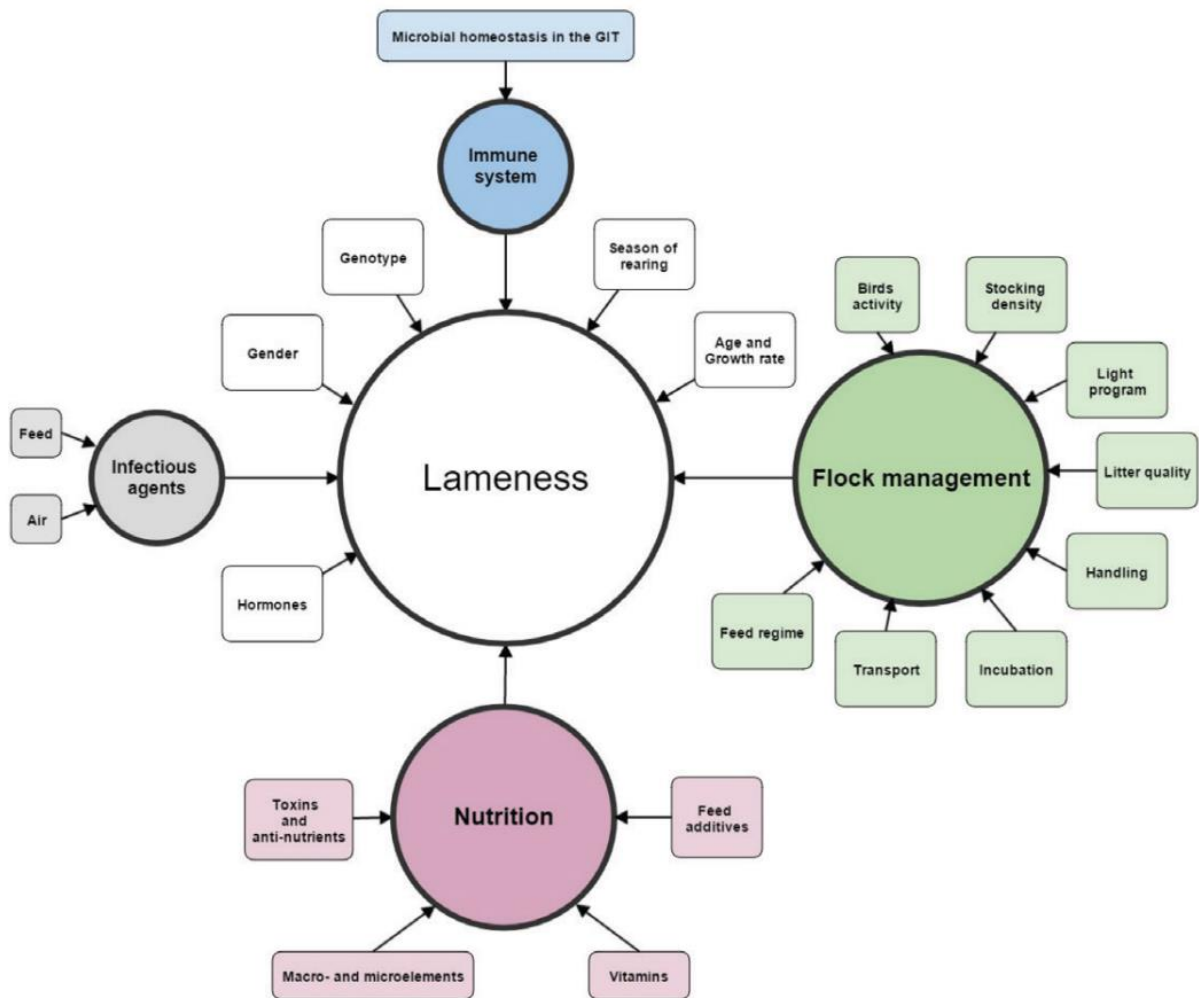 Microbial homeostasis in the GIT
Immune
system
Genotype
Season of
rearing
Gender
Age and
Growth rate
Birds
activity
Stocking
density
Light
program
Feed
Air
Infectious
agents
Lameness
Flock management
Litter quality
Handling
Hormones
Feed regime
Transport
Incubation
Toxins
and
anti-nutrients
Nutrition
Feed
additives
Macro- and microelements
Vitamins